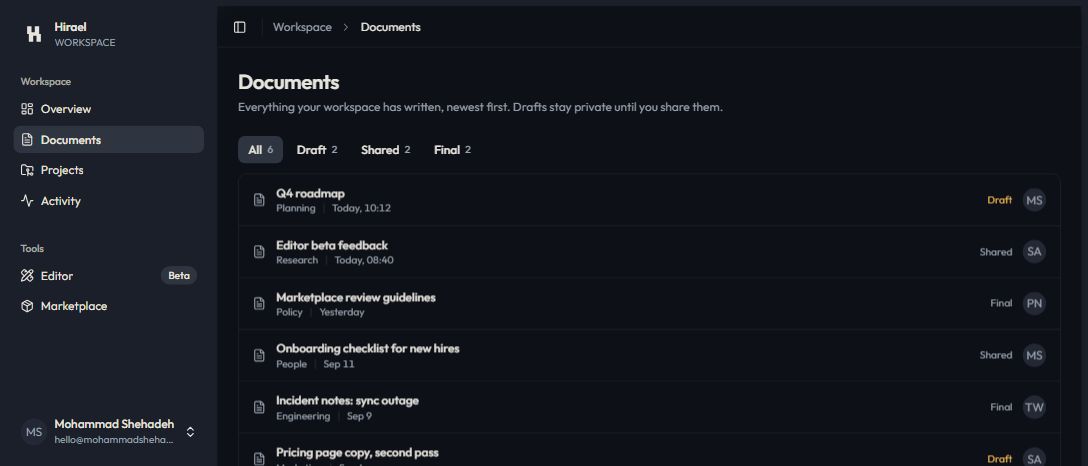 Hirael
WORKSPACE
Workspace
Overview
Documents
Projects
Activity
Tools
Editor Beta
Marketplace
MS Mohammad Shehadeh
hello@mohammadsheha...
Workspace > Documents
Documents
Everything your workspace has written, newest first. Drafts stay private until you share them.
All 6 Draft 2 Shared 2 Final 2
Q4 roadmap
Planning | Today, 10:12
Draft MS
Editor beta feedback
Research | Today, 08:40
Shared SA
Marketplace review guidelines
Policy | Yesterday
Final PN
Onboarding checklist for new hires
People | Sep 11
Shared MS
Incident notes: sync outage
Engineering | Sep 9
Final TW
Pricing page copy, second pass
Draft SA